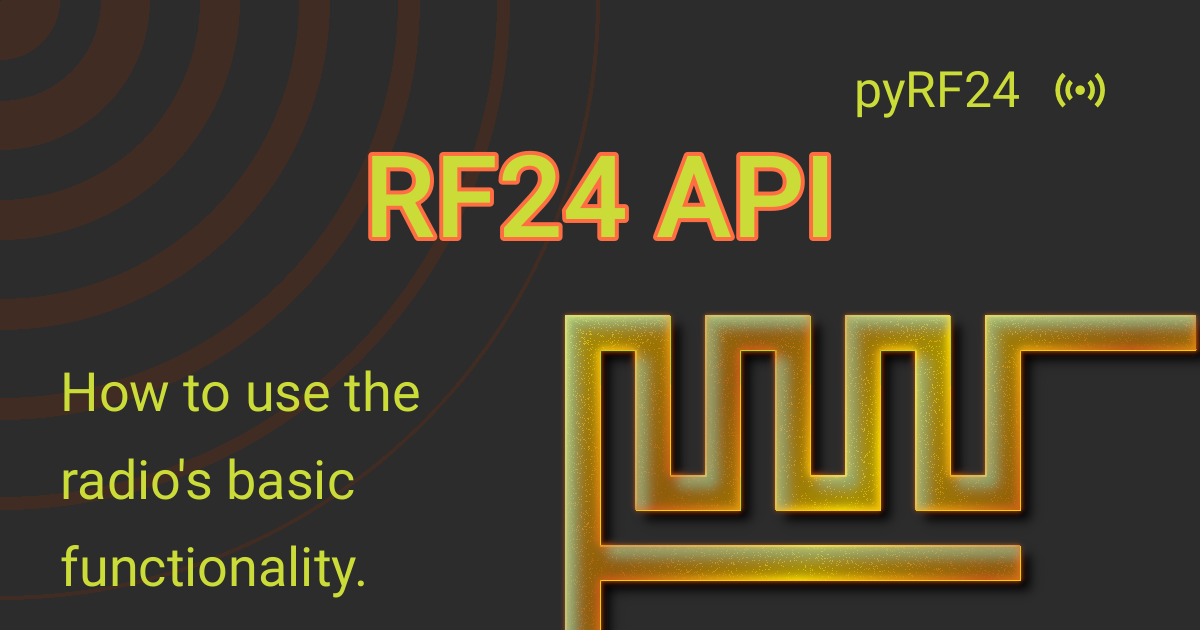 pyRF24
RF24 API
How to use the
radio's basic
functionality.